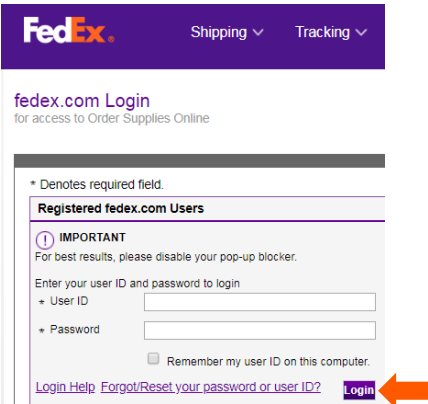 FedEx® Shipping Tracking
fedex.com Login
for access to Order Supplies Online
* Denotes required field.
Registered fedex.com Users
! IMPORTANT
For best results, please disable your pop-up blocker.
Enter your user ID and password to login
* User ID
* Password
Remember my user ID on this computer.
Login Help Forgot/Reset your password or user ID? Login